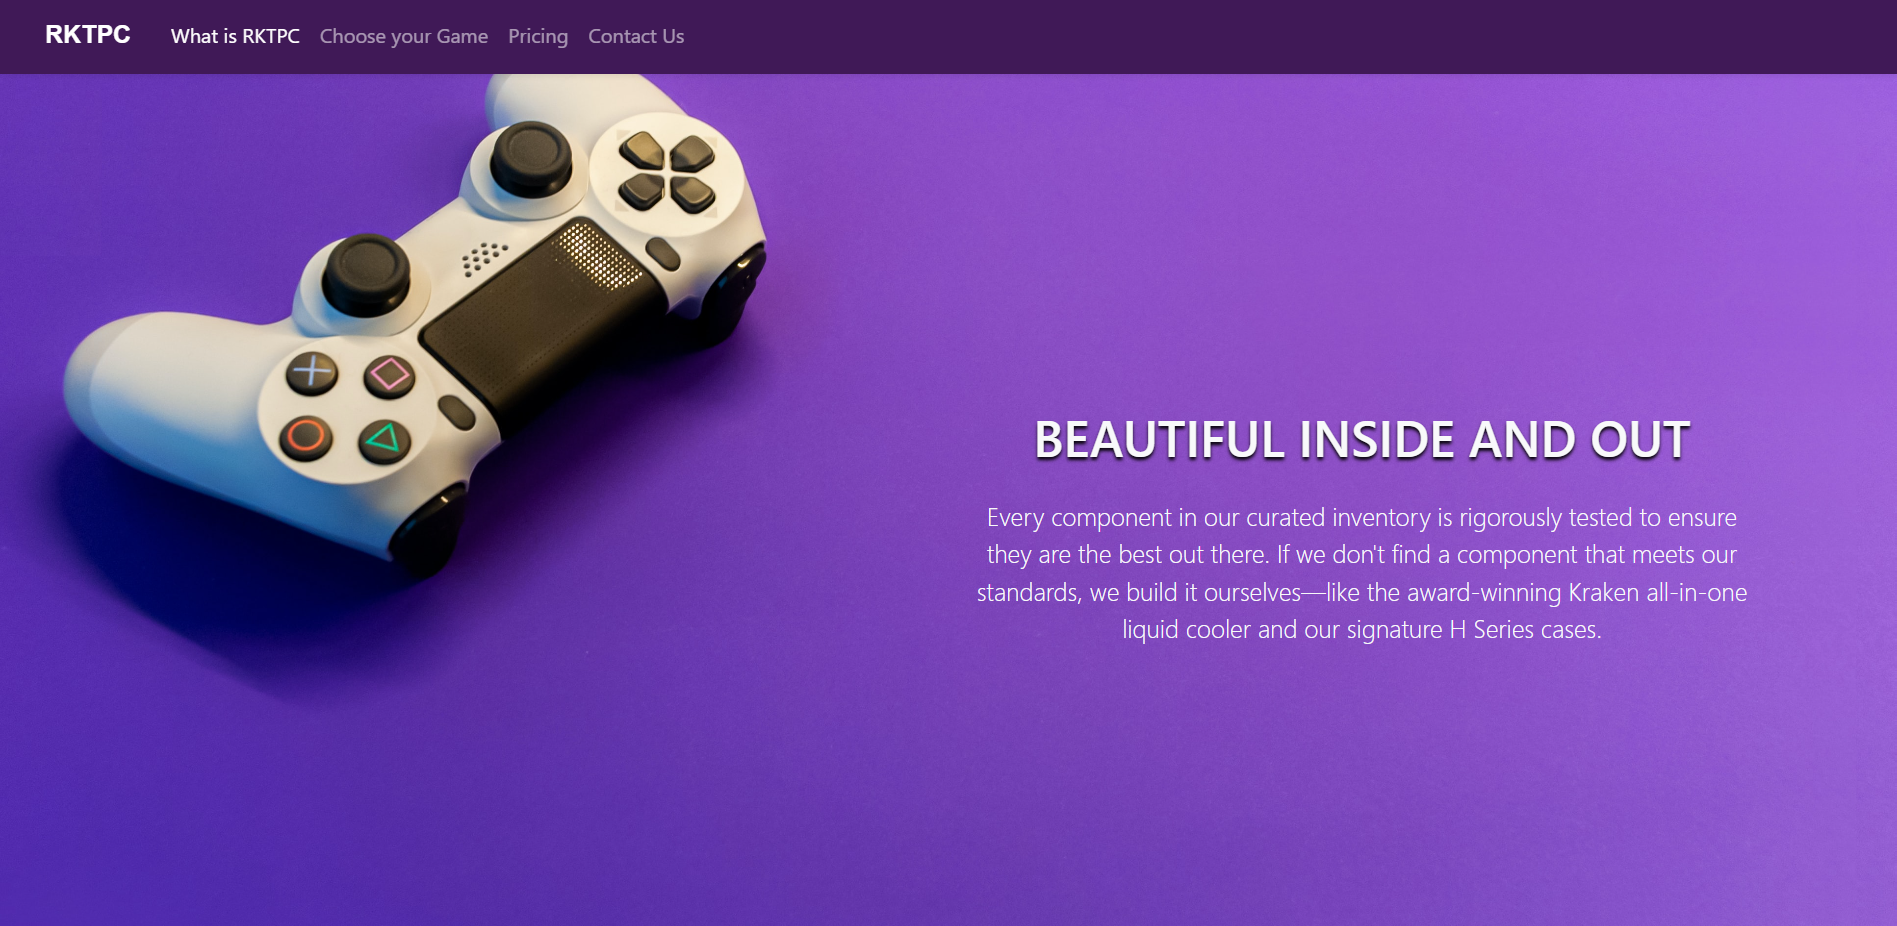 RKTPC What is RKTPC Choose your Game Pricing Contact Us
BEAUTIFUL INSIDE AND OUT
Every component in our curated inventory is rigorously tested to ensure
they are the best out there. If we don't find a component that meets our
standards, we build it ourselves—like the award-winning Kraken all-in-one
liquid cooler and our signature H Series cases.